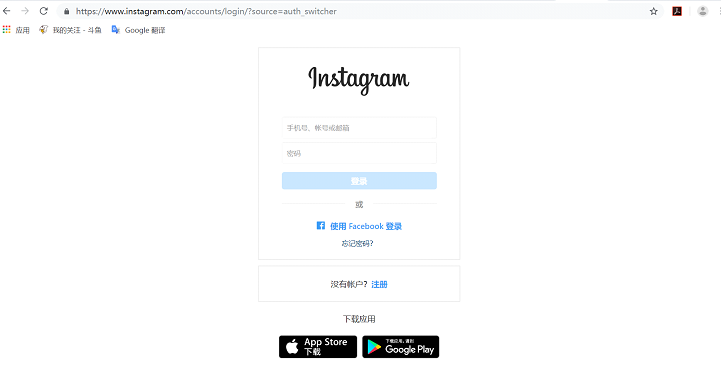 https://www.instagram.com/accounts/login/?source=auth_switcher
应用 我的关注 - 斗鱼 Google 翻译
Instagram
手机号、帐号或邮箱
密码
登录
或
使用 Facebook 登录
忘记密码?
没有帐户? 注册
下载应用
App Store
下载
下载应用,请到
Google Play